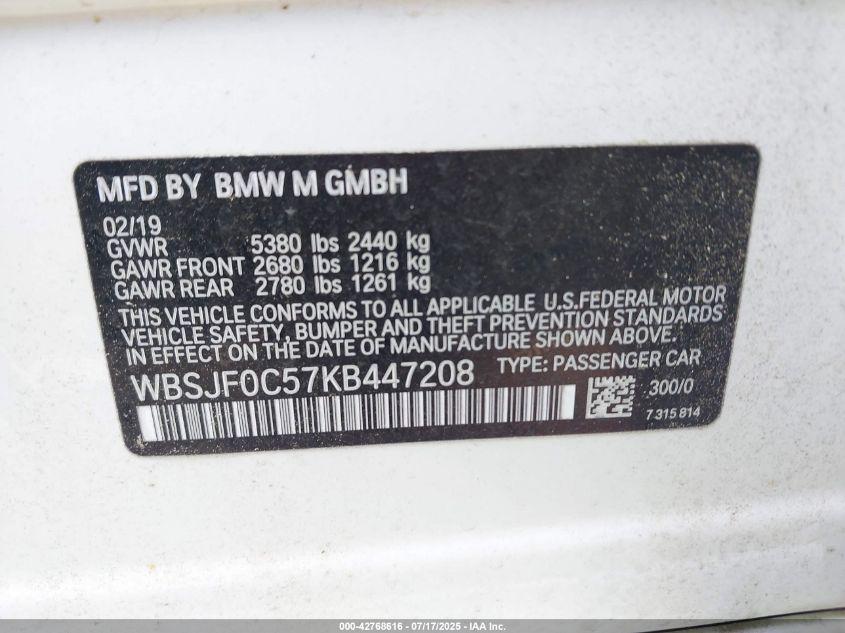 MFD BY BMW M GMBH
02/19
GVWR 5380 lbs 2440 kg
GAWR FRONT 2680 lbs 1216 kg
GAWR REAR 2780 lbs 1261 kg
THIS VEHICLE CONFORMS TO ALL APPLICABLE U.S.FEDERAL MOTOR
VEHICLE SAFETY, BUMPER AND THEFT PREVENTION STANDARDS
IN EFFECT ON THE DATE OF MANUFACTURE SHOWN ABOVE.
WBSJF0C57KB447208 TYPE: PASSENGER CAR
300/0
7 315 814
000-42768616 - 07/17/2025 - IAA Inc.